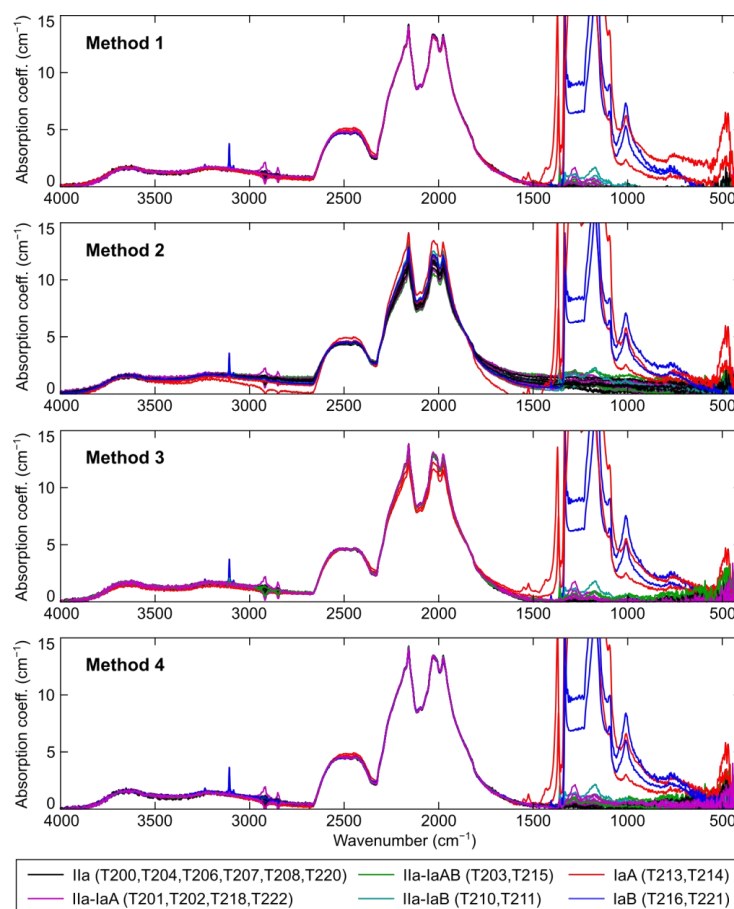 Method 1
Absorption coeff. (cm⁻¹)
15
10
5
0
4000 3500 3000 2500 2000 1500 1000 500
Method 2
Absorption coeff. (cm⁻¹)
15
10
5
0
4000 3500 3000 2500 2000 1500 1000 500
Method 3
Absorption coeff. (cm⁻¹)
15
10
5
0
4000 3500 3000 2500 2000 1500 1000 500
Method 4
Absorption coeff. (cm⁻¹)
15
10
5
0
4000 3500 3000 2500 2000 1500 1000 500
Wavenumber (cm⁻¹)
IIa (T200,T204,T206,T207,T208,T220) IIa-IaAB (T203,T215) IaA (T213,T214)
IIa-IaA (T201,T202,T218,T222) IIa-IaB (T210,T211) IaB (T216,T221)